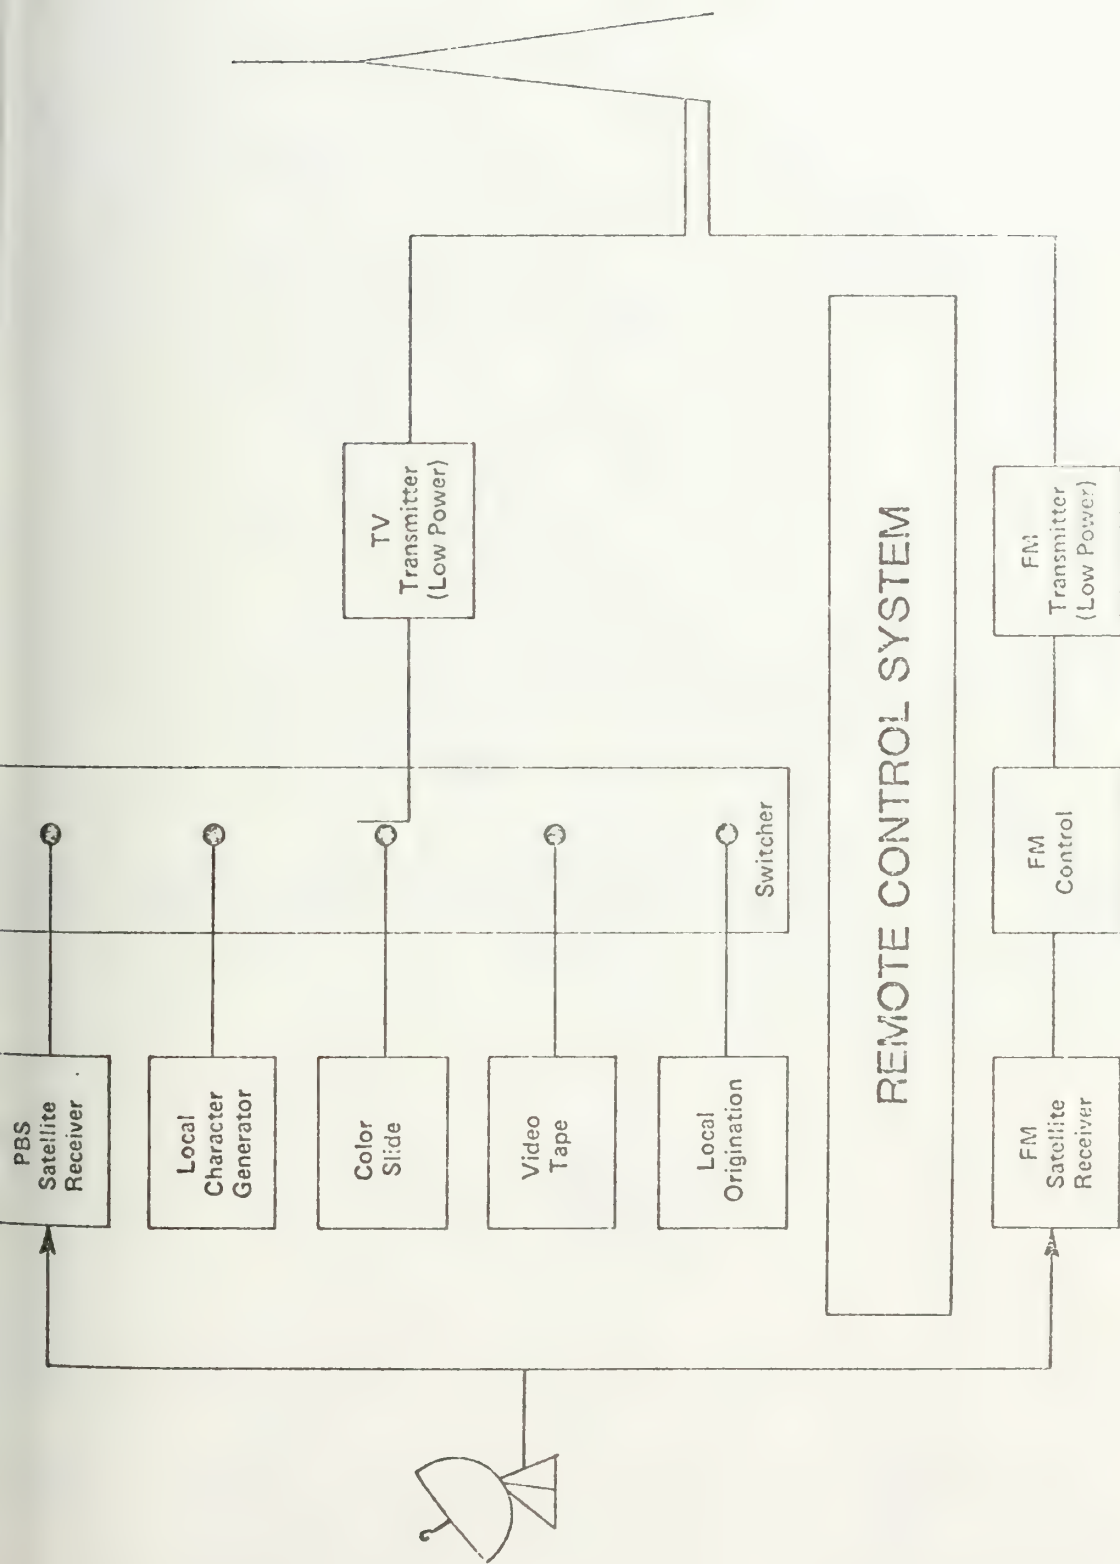 PBS
Satellite
Receiver
Local
Character
Generator
Color
Slide
Video
Tape
Local
Origination
Switcher
TV
Transmitter
(Low Power)
REMOTE CONTROL SYSTEM
FM
Satellite
Receiver
FM
Control
FM
Transmitter
(Low Power)